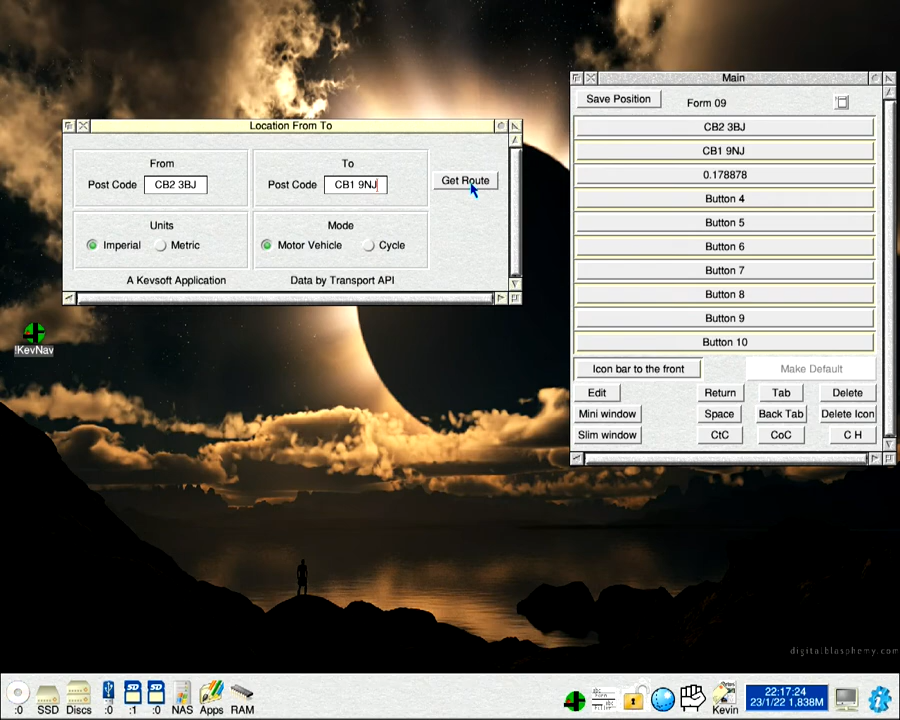 Main
Save Position
Form 09
CB2 3BJ
CB1 9NJ
0.178878
Button 4
Button 5
Button 6
Button 7
Button 8
Button 9
Button 10
Icon bar to the front
Make Default
Edit
Return
Tab
Delete
Mini window
Space
Back Tab
Delete Icon
Slim window
CtC
CoC
C H
Location From To
From
To
Post Code
CB2 3BJ
Post Code
CB1 9NJ
Get Route
Units
Mode
Imperial
Metric
Motor Vehicle
Cycle
A Kevsoft Application
Data by Transport API
!KevNav
digitalblasphemy.com
:0
SSD
Discs
:0
SD
:1
SD
:0
NAS
Apps
RAM
Kevin
22:17:24
23/1/22 1,838M